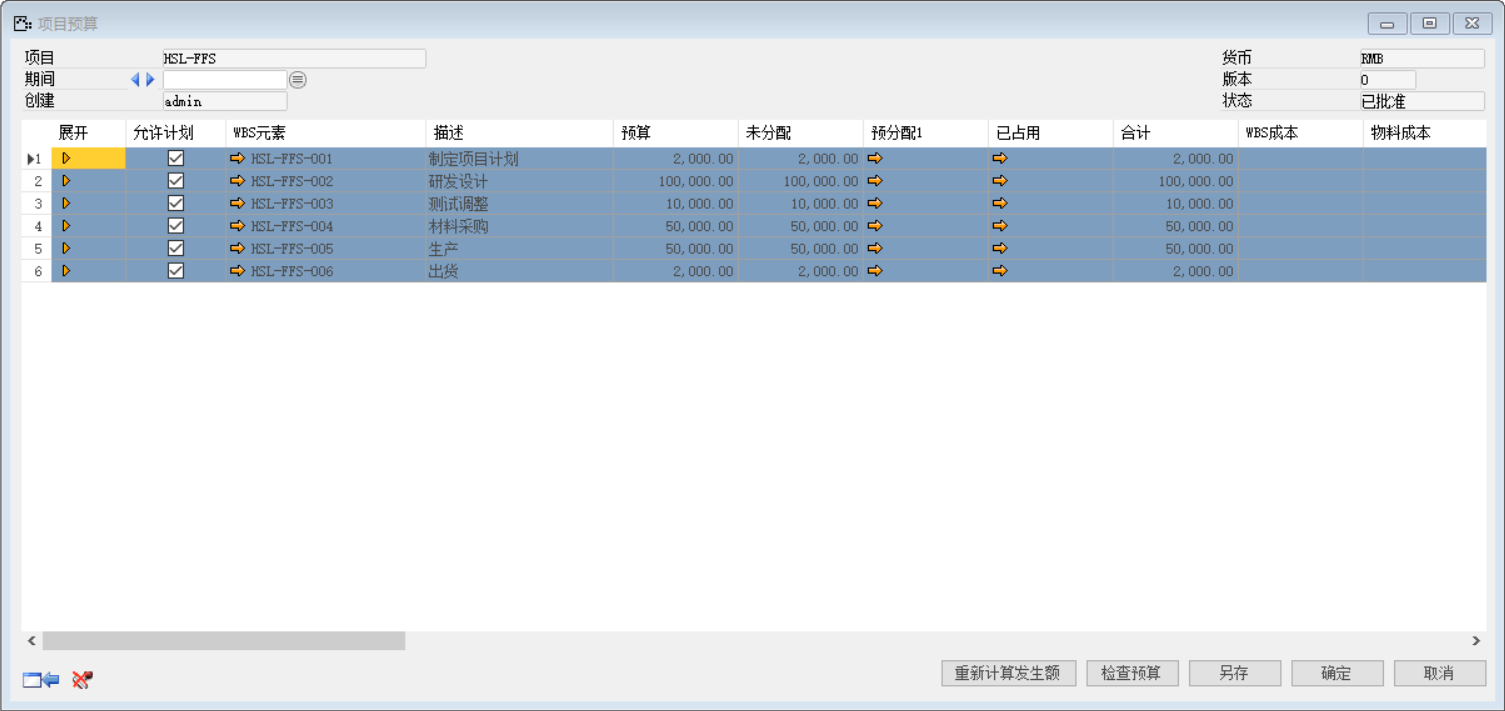 项目预算
项目 HSL-FFS 货币 RMB
期间 版本 0
创建 admin 状态 已批准
展开 允许计划 WBS元素 描述 预算 未分配 预分配1 已占用 合计 WBS成本 物料成本
1 HSL-FFS-001 制定项目计划 2,000.00 2,000.00 2,000.00
2 HSL-FFS-002 研发设计 100,000.00 100,000.00 100,000.00
3 HSL-FFS-003 测试调整 10,000.00 10,000.00 10,000.00
4 HSL-FFS-004 材料采购 50,000.00 50,000.00 50,000.00
5 HSL-FFS-005 生产 50,000.00 50,000.00 50,000.00
6 HSL-FFS-006 出货 2,000.00 2,000.00 2,000.00
重新计算发生额 检查预算 另存 确定 取消